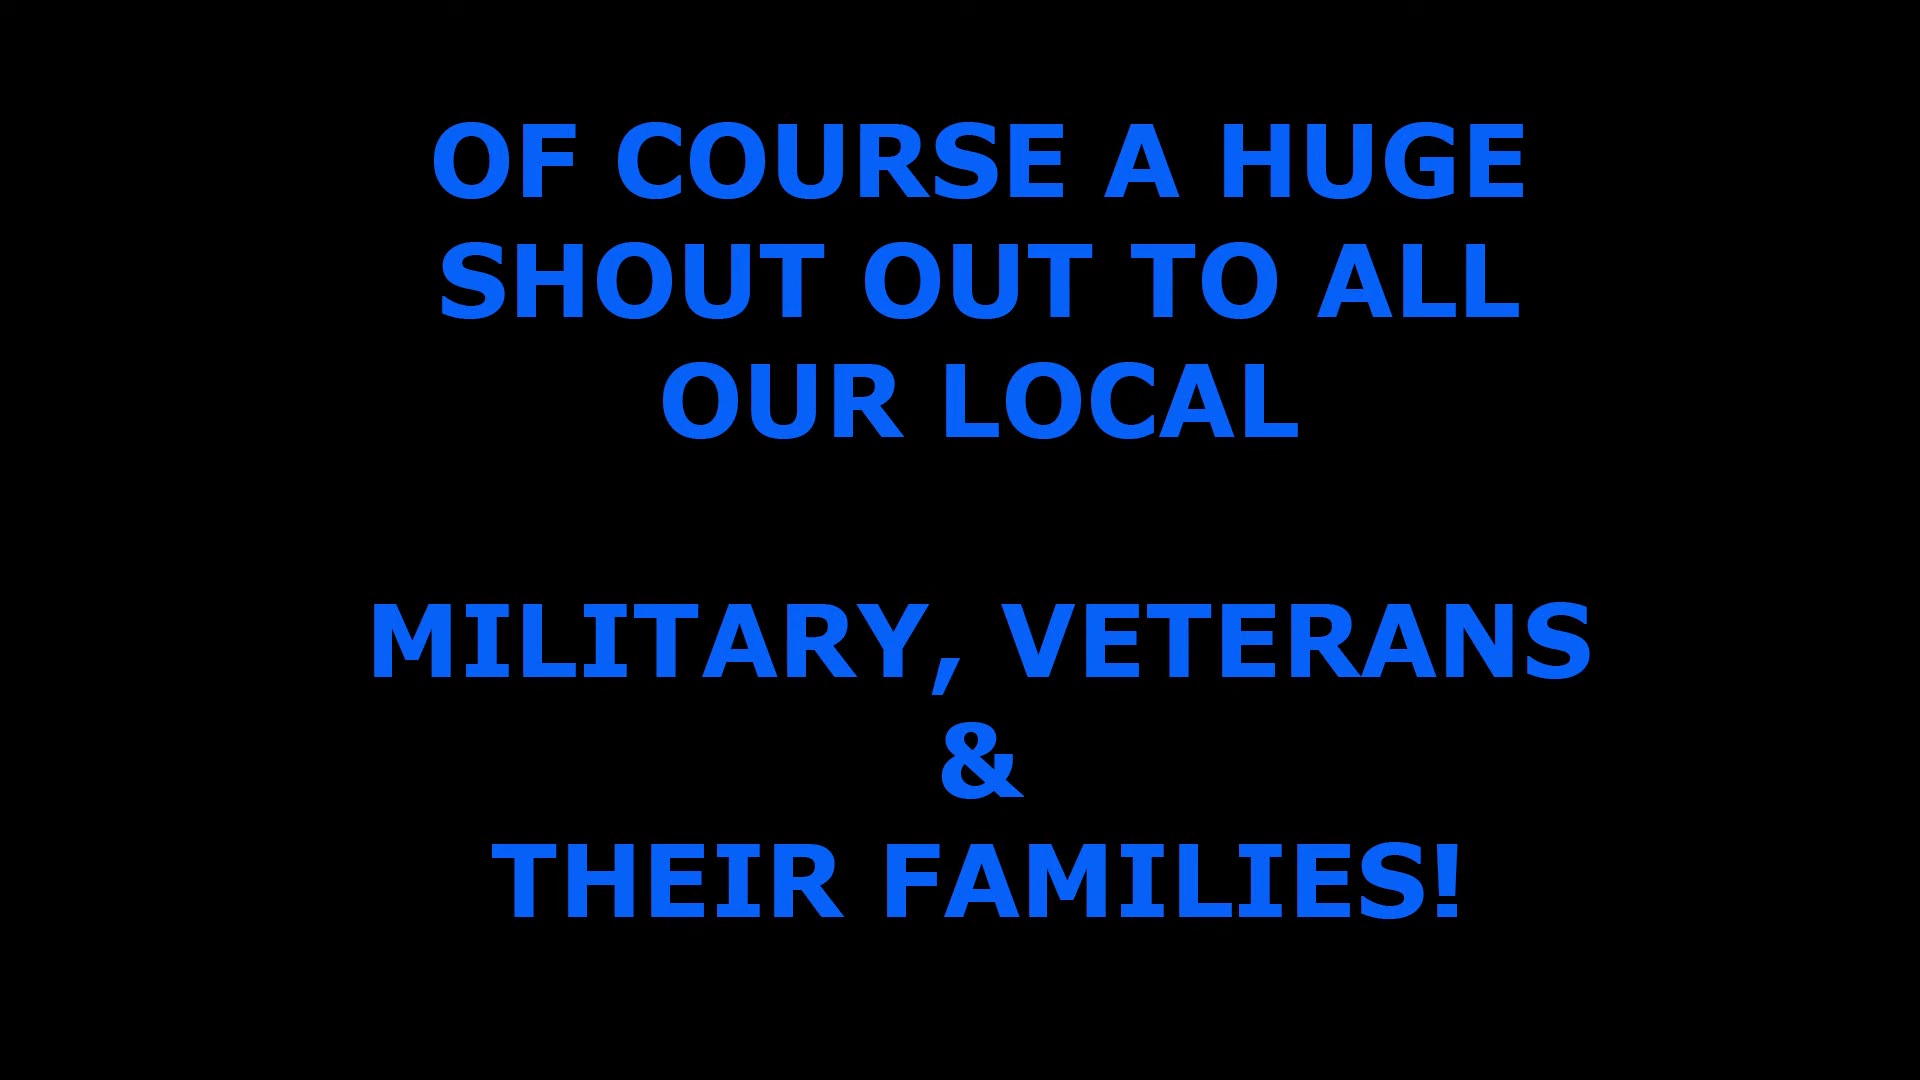 OF COURSE A HUGE
SHOUT OUT TO ALL
OUR LOCAL
MILITARY, VETERANS
&
THEIR FAMILIES!